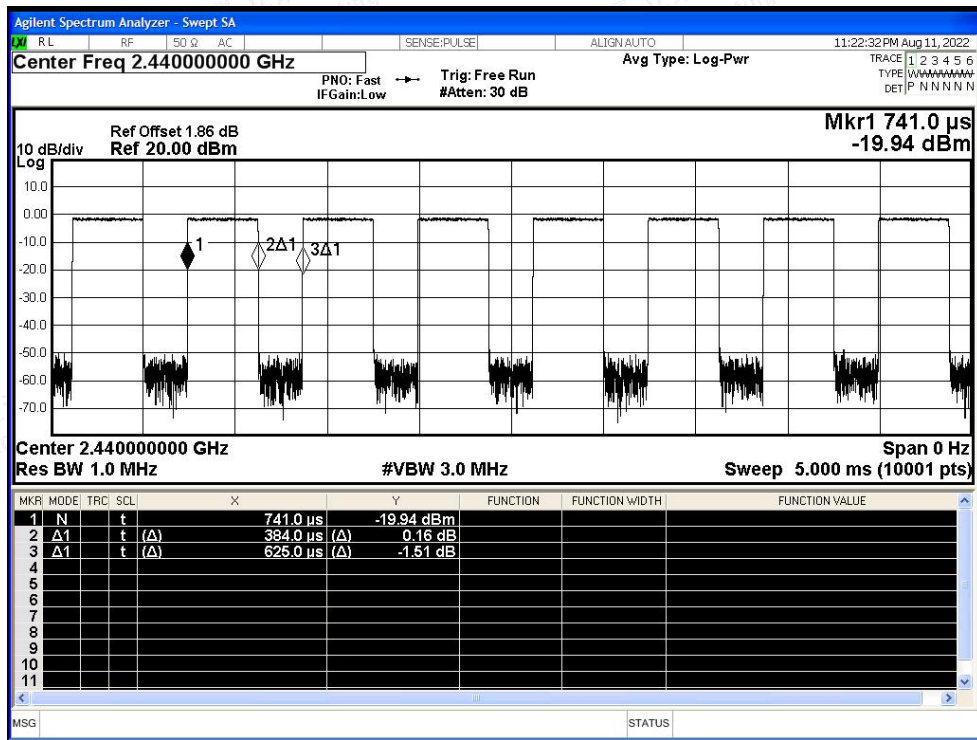 Agilent Spectrum Analyzer - Swept SA
LXI RL RF 50 Ω AC SENSE:PULSE ALIGN AUTO 11:22:32 PM Aug 11, 2022
Center Freq 2.440000000 GHz Avg Type: Log-Pwr TRACE 1 2 3 4 5 6
PNO: Fast Trig: Free Run TYPE WWWWWW
IFGain:Low #Atten: 30 dB DET P N N N N N
Mkr1 741.0 µs
-19.94 dBm
Ref Offset 1.86 dB
10 dB/div Ref 20.00 dBm
Log
10.0
0.00
-10.0
-20.0
-30.0
-40.0
-50.0
-60.0
-70.0
1 2Δ1 3Δ1
Center 2.440000000 GHz Span 0 Hz
Res BW 1.0 MHz #VBW 3.0 MHz Sweep 5.000 ms (10001 pts)
MKR MODE TRC SCL X Y FUNCTION FUNCTION WIDTH FUNCTION VALUE
1 N t 741.0 µs -19.94 dBm
2 Δ1 t (Δ) 384.0 µs (Δ) 0.16 dB
3 Δ1 t (Δ) 625.0 µs (Δ) -1.51 dB
4
5
6
7
8
9
10
11
MSG STATUS